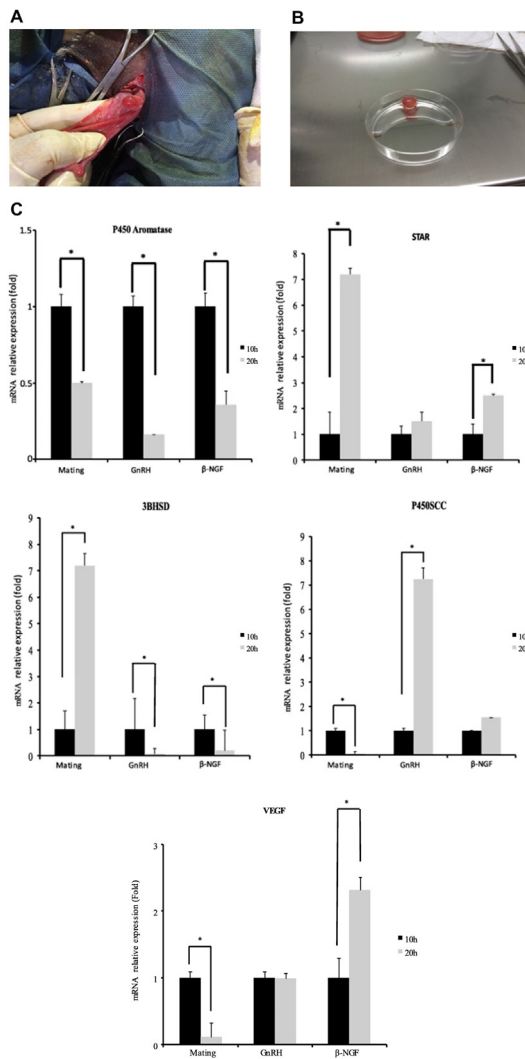 A
B
C
P450 Aromatase
mRNA relative expression (fold)
1.5
1
0.5
0
*
*
*
10h
20h
Mating
GnRH
β-NGF
STAR
mRNA relative expression (fold)
8
7
6
5
4
3
2
1
0
*
*
10
20h
Mating
GnRH
β-NGF
3BHSD
mRNA relative expression (fold)
9
8
7
6
5
4
3
2
1
0
*
*
*
10h
20h
Mating
GnRH
β-NGF
P450SCC
mRNA relative expression (fold)
9
8
7
6
5
4
3
2
1
0
*
*
10h
20h
Mating
GnRH
β-NGF
VEGF
mRNA relative expression (Fold)
3
2
1
0
*
*
10h
20h
Mating
GnRH
β-NGF